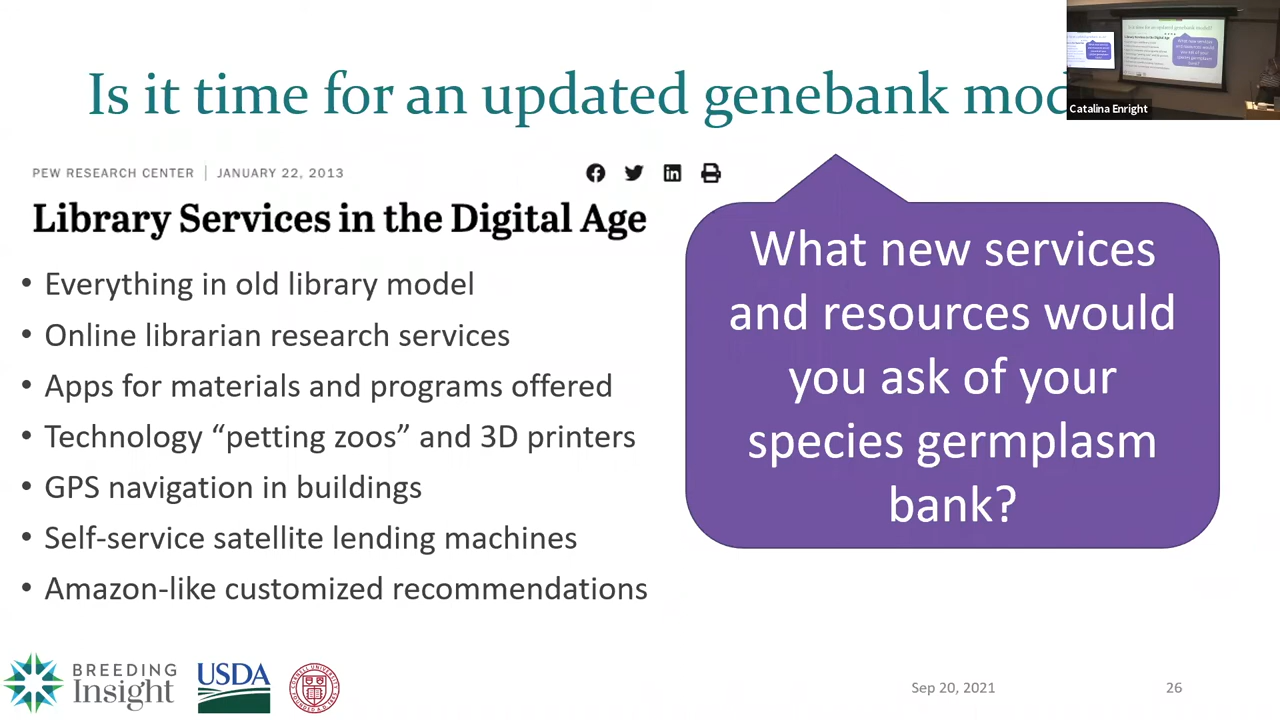 Is it time for an updated genebank mod
Catalina Enright
PEW RESEARCH CENTER | JANUARY 22, 2013
Library Services in the Digital Age
• Everything in old library model
• Online librarian research services
• Apps for materials and programs offered
• Technology “petting zoos” and 3D printers
• GPS navigation in buildings
• Self-service satellite lending machines
• Amazon-like customized recommendations
What new services
and resources would
you ask of your
species germplasm
bank?
BREEDING
Insight
USDA
Sep 20, 2021
26